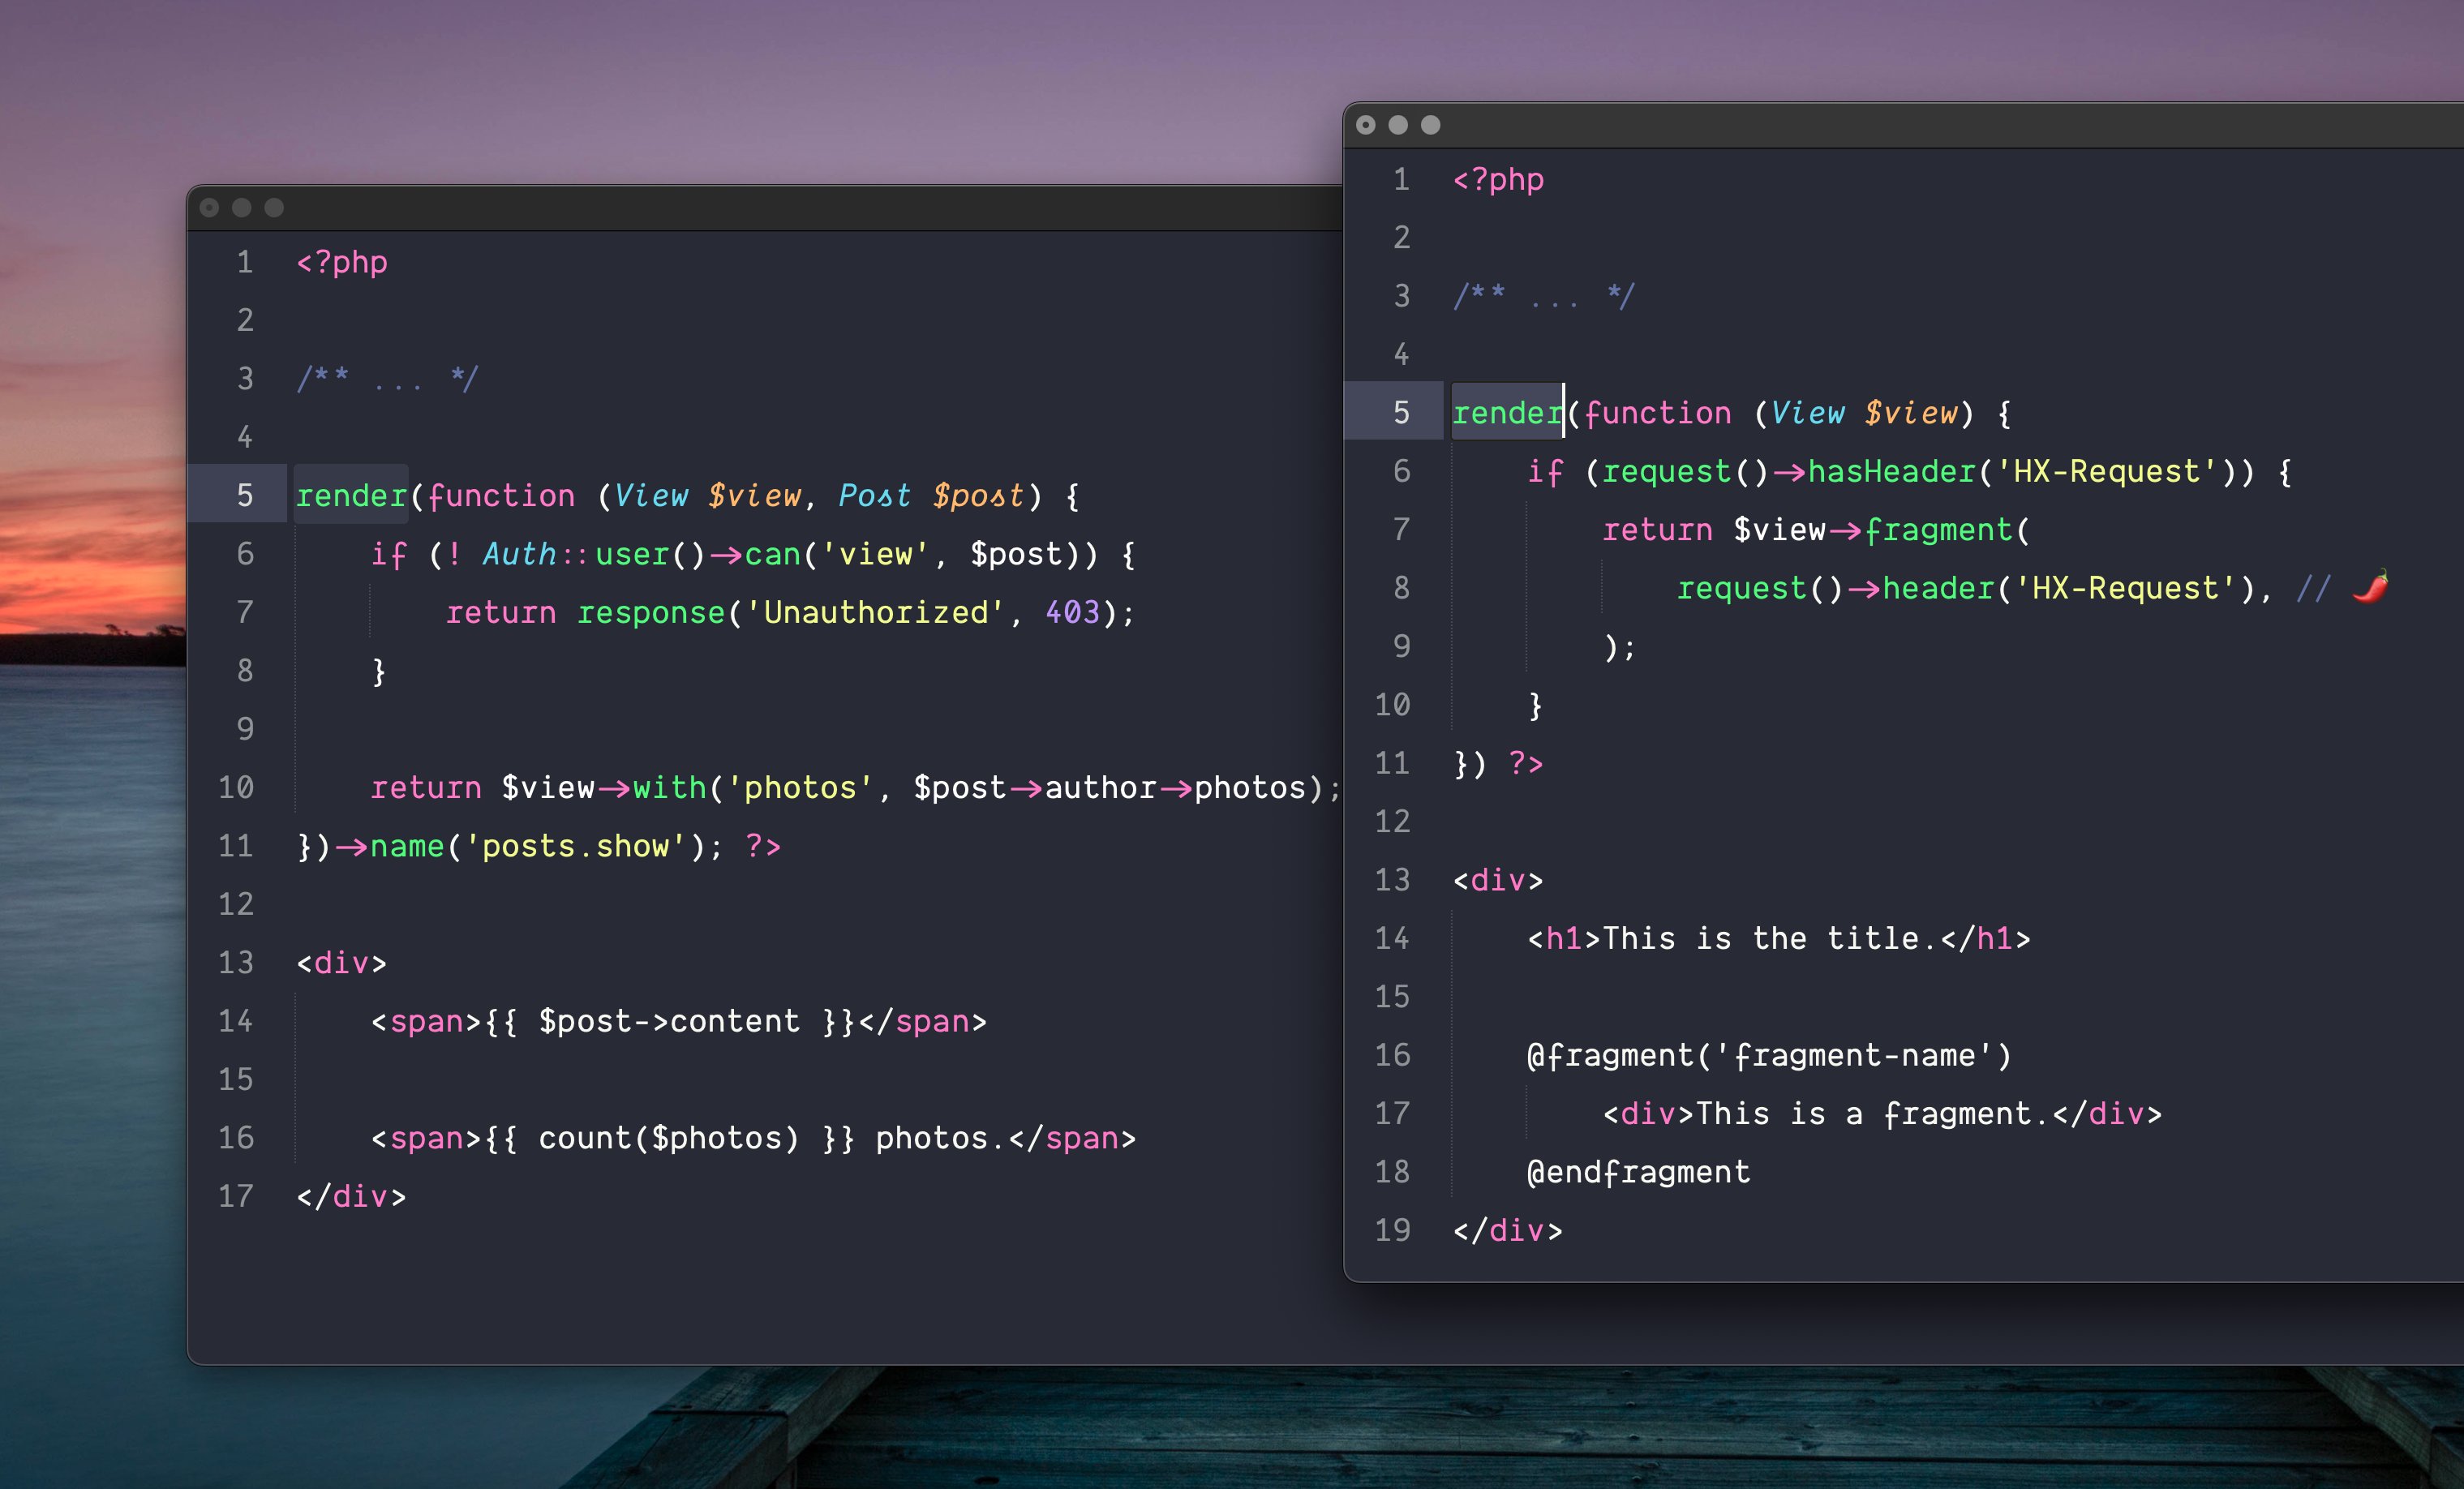 1 <?php
2
3 /** ... */
4
5 render(function (View $view, Post $post) {
6     if (! Auth::user()->can('view', $post)) {
7         return response('Unauthorized', 403);
8     }
9
10     return $view->with('photos', $post->author->photos);
11 })->name('posts.show'); ?>
12
13 <div>
14     <span>{{ $post->content }}</span>
15
16     <span>{{ count($photos) }} photos.</span>
17 </div>
1 <?php
2
3 /** ... */
4
5 render(function (View $view) {
6     if (request()->hasHeader('HX-Request')) {
7         return $view->fragment(
8             request()->header('HX-Request'), // 🌶️
9         );
10     }
11 }) ?>
12
13 <div>
14     <h1>This is the title.</h1>
15
16     @fragment('fragment-name')
17         <div>This is a fragment.</div>
18     @endfragment
19 </div>